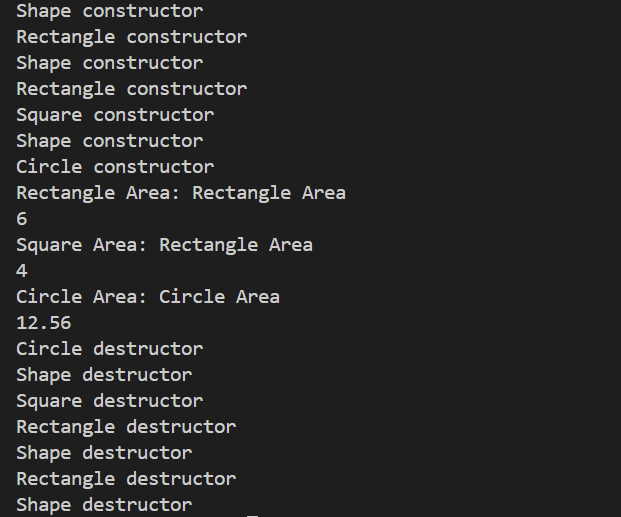 Shape constructor
Rectangle constructor
Shape constructor
Rectangle constructor
Square constructor
Shape constructor
Circle constructor
Rectangle Area: Rectangle Area
6
Square Area: Rectangle Area
4
Circle Area: Circle Area
12.56
Circle destructor
Shape destructor
Square destructor
Rectangle destructor
Shape destructor
Rectangle destructor
Shape destructor